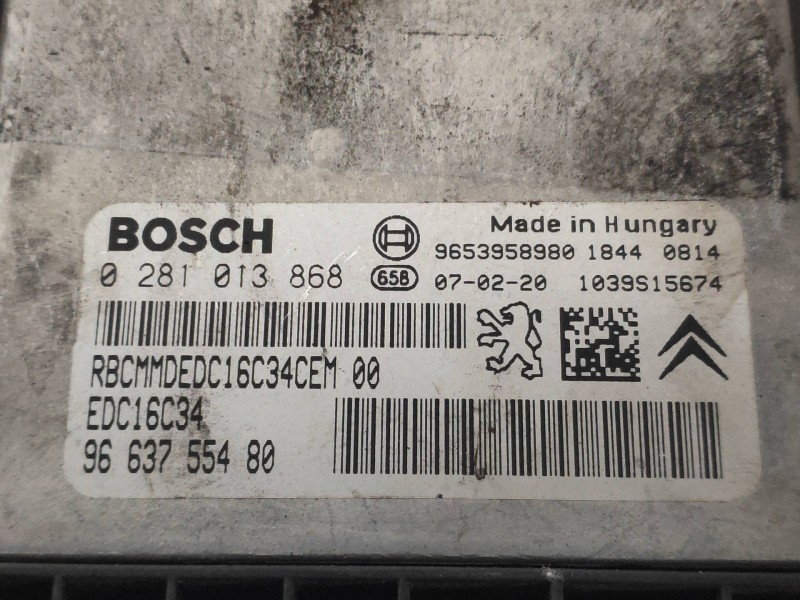 BOSCH
Made in Hungary
9653958980 1844 0814
0 281 013 868
65B 07-02-20 1039S15674
RBCMMDEDC16C34CEM 00
EDC16C34
96 637 554 80